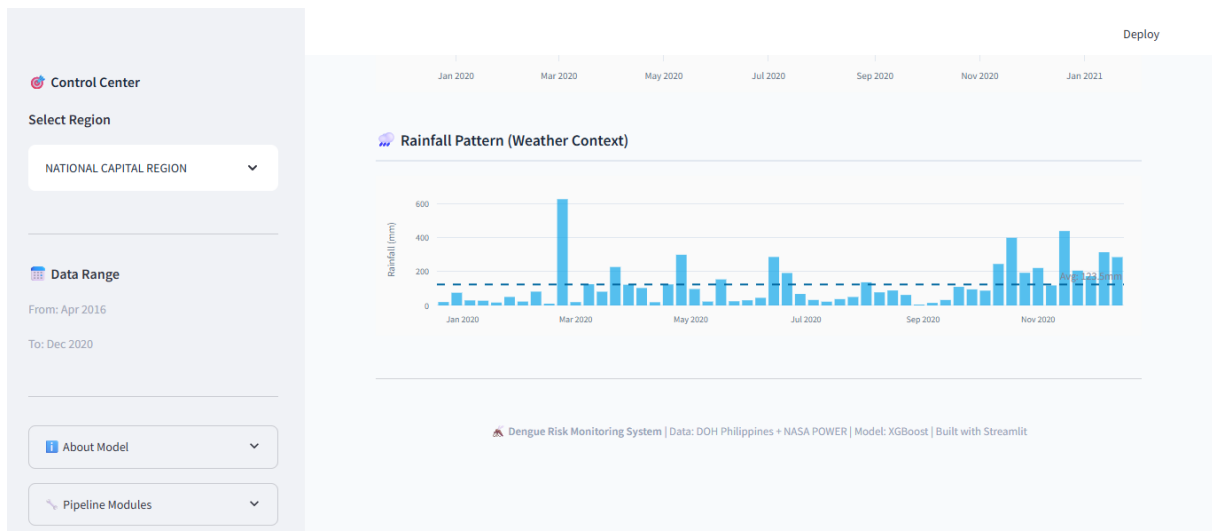 Deploy
Control Center
Select Region
NATIONAL CAPITAL REGION
Data Range
From: Apr 2016
To: Dec 2020
About Model
Pipeline Modules
Jan 2020 Mar 2020 May 2020 Jul 2020 Sep 2020 Nov 2020 Jan 2021
Rainfall Pattern (Weather Context)
Rainfall (mm)
600
400
200
0
Avg: 123.5mm
Jan 2020 Mar 2020 May 2020 Jul 2020 Sep 2020 Nov 2020
Dengue Risk Monitoring System | Data: DOH Philippines + NASA POWER | Model: XGBoost | Built with Streamlit